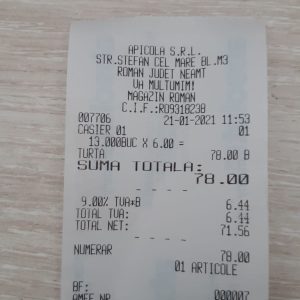 APICOLA S.R.L.
STR.STEFAN CEL MARE BL.M3
ROMAN JUDET NEAMT
VA MULTUMIM!
MAGAZIN ROMAN
C.I.F.:RO9318238
007706 21-01-2021 11:53
CASIER 01 01
13.000BUC X 6.00 =
TURTA 78.00 B
SUMA TOTALA:
78.00
- - - -
9.00% TVA*B 6.44
TOTAL TVA: 6.44
TOTAL NET: 71.56
- - - -
NUMERAR 78.00
01 ARTICOLE
BF:
AMEF NR. 000007